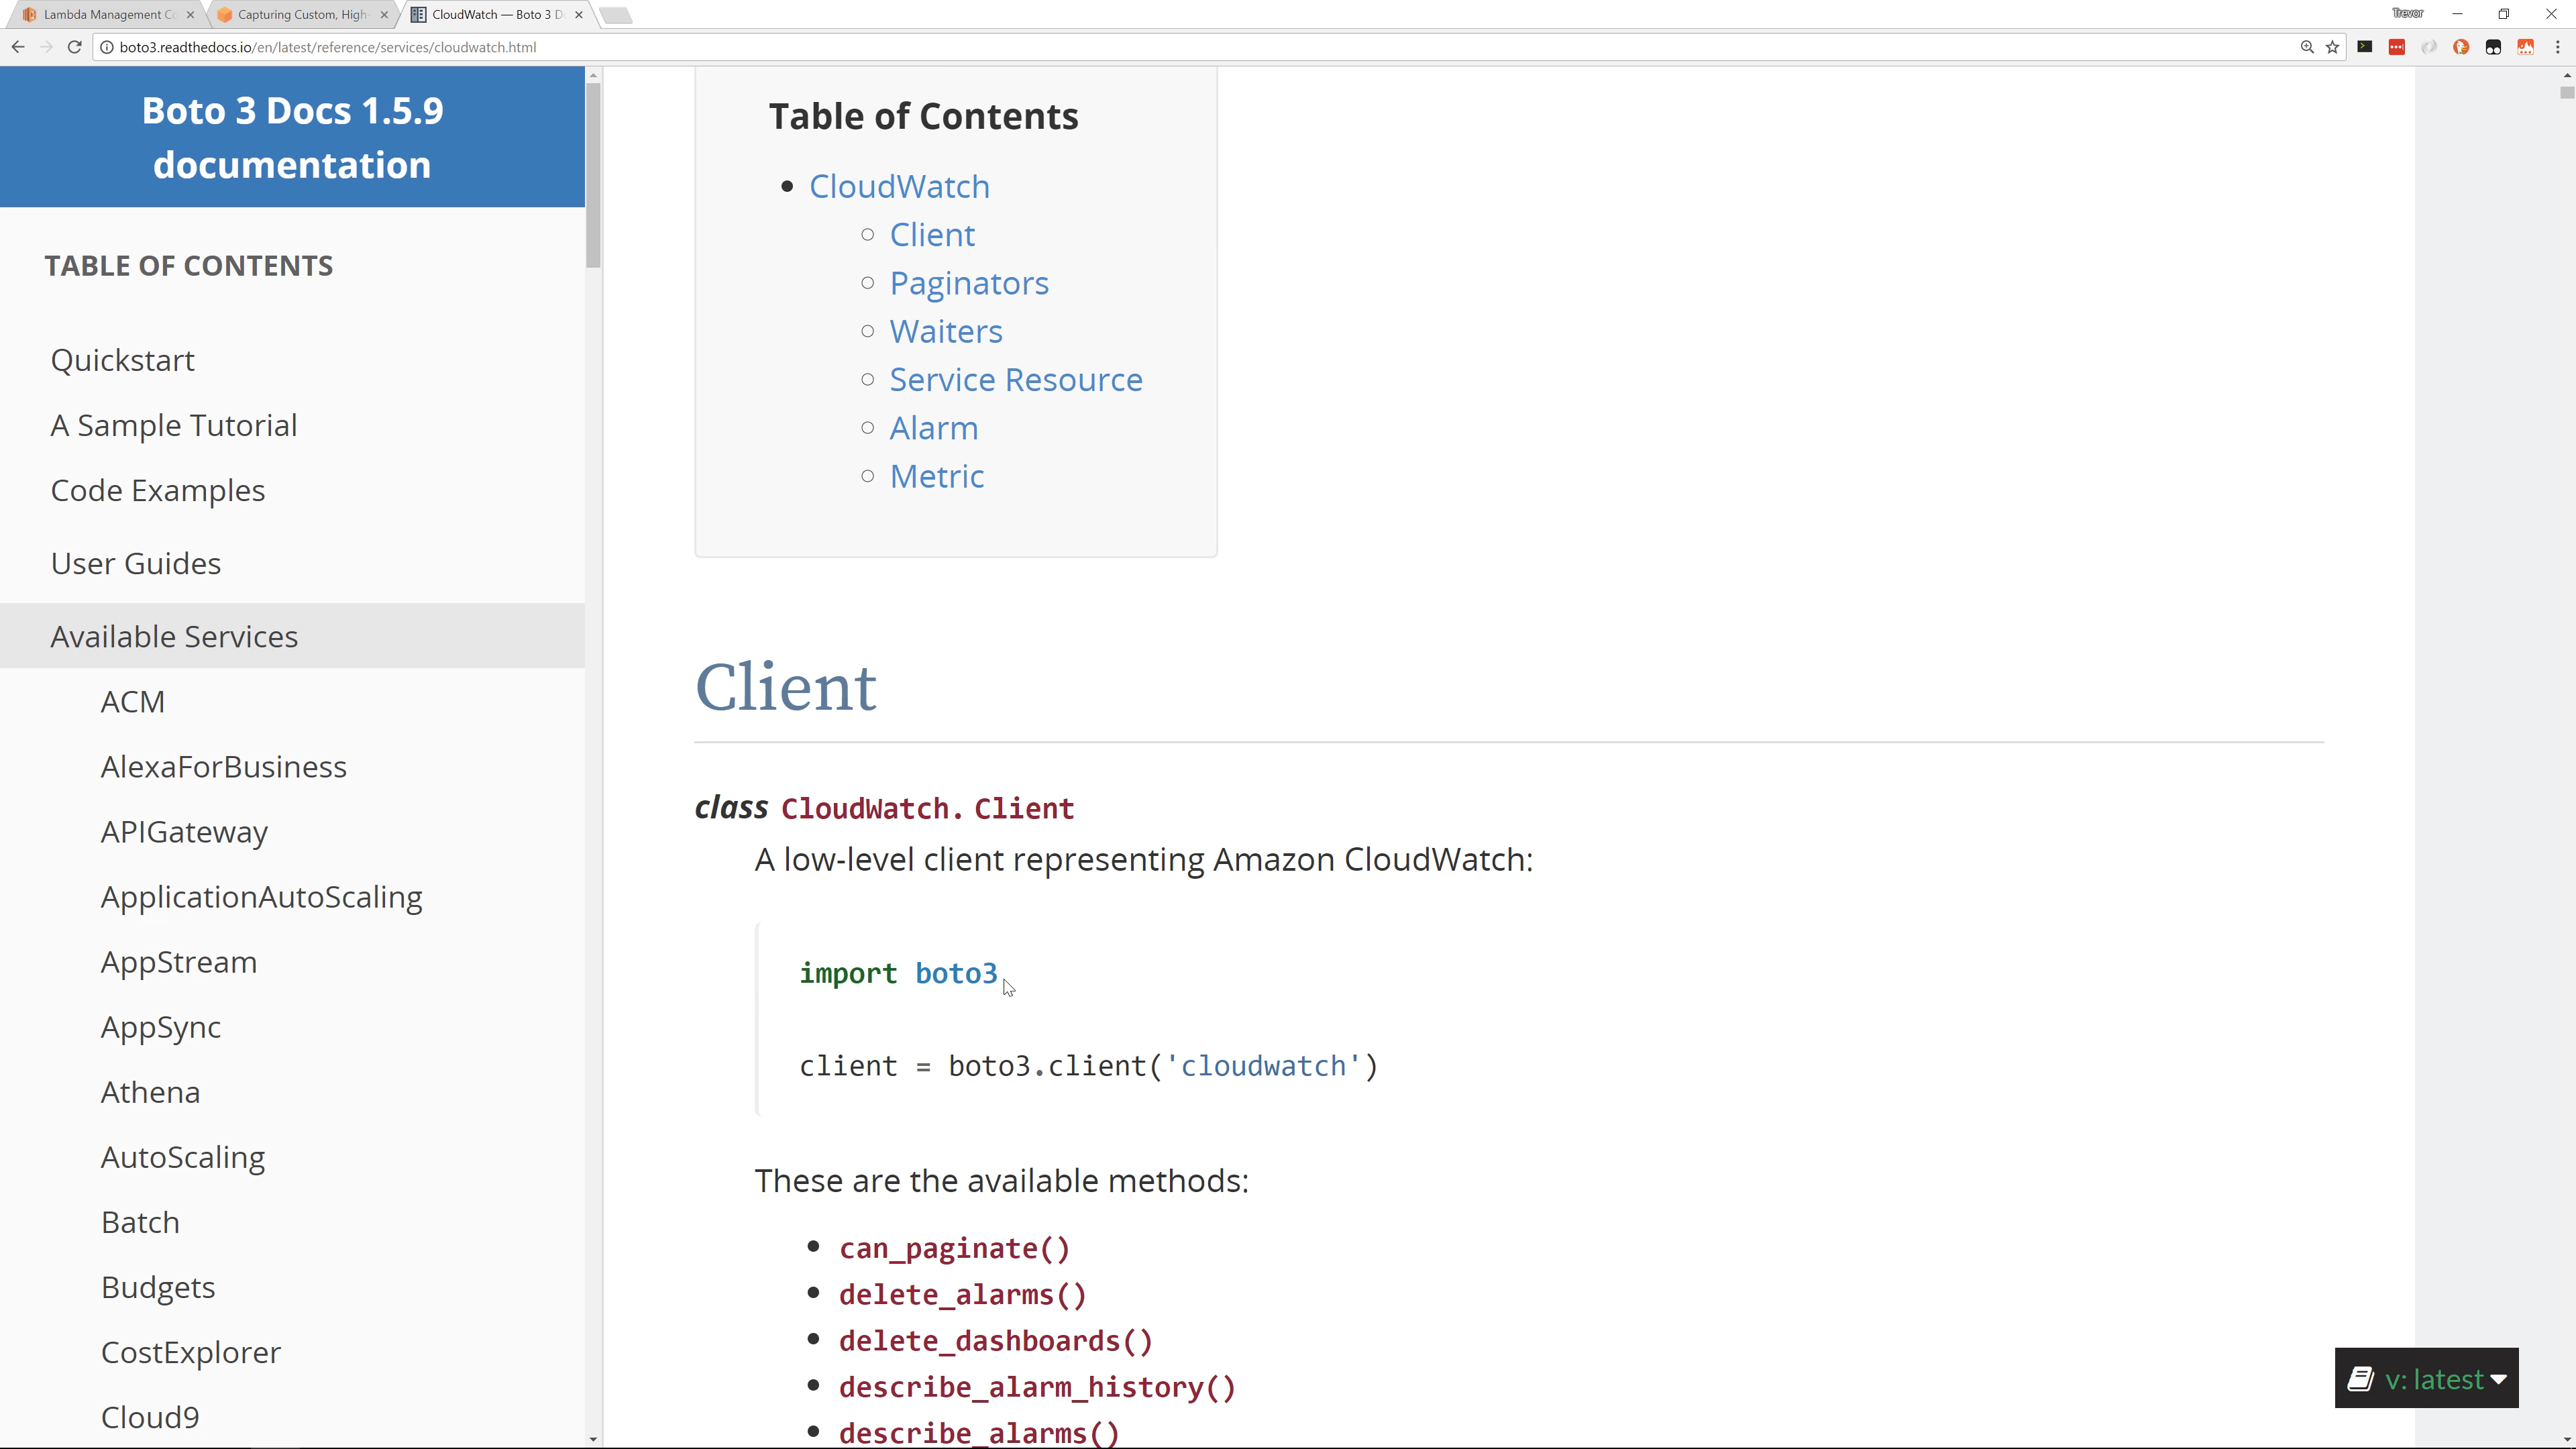 Lambda Management Co
Capturing Custom, High-
CloudWatch — Boto 3 D
Trevor
boto3.readthedocs.io/en/latest/reference/services/cloudwatch.html
Boto 3 Docs 1.5.9
documentation
TABLE OF CONTENTS
Quickstart
A Sample Tutorial
Code Examples
User Guides
Available Services
ACM
AlexaForBusiness
APIGateway
ApplicationAutoScaling
AppStream
AppSync
Athena
AutoScaling
Batch
Budgets
CostExplorer
Cloud9
Table of Contents
CloudWatch
Client
Paginators
Waiters
Service Resource
Alarm
Metric
Client
class CloudWatch.Client
A low-level client representing Amazon CloudWatch:
import boto3
client = boto3.client('cloudwatch')
These are the available methods:
can_paginate()
delete_alarms()
delete_dashboards()
describe_alarm_history()
describe_alarms()
v: latest